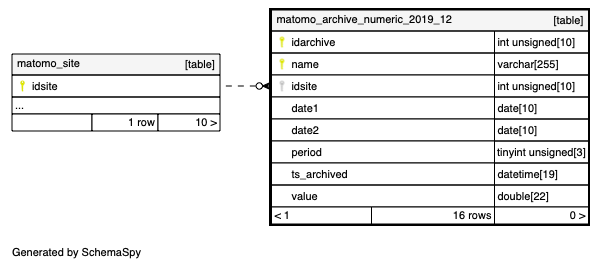 matomo_site [table]
idsite
...
1 row 10 >
matomo_archive_numeric_2019_12 [table]
idarchive int unsigned[10]
name varchar[255]
idsite int unsigned[10]
date1 date[10]
date2 date[10]
period tinyint unsigned[3]
ts_archived datetime[19]
value double[22]
< 1 16 rows 0 >
Generated by SchemaSpy